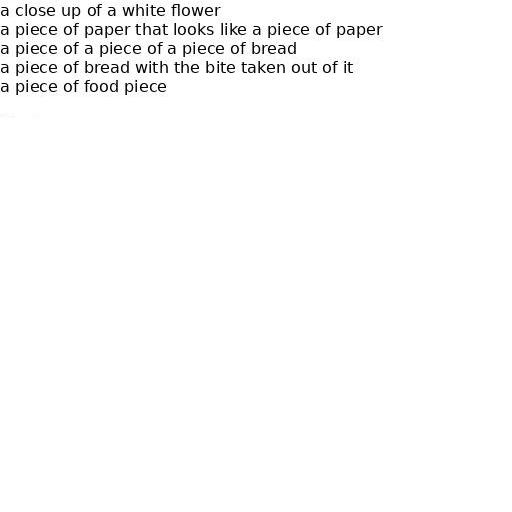 a close up of a white flower
a piece of paper that looks like a piece of paper
a piece of a piece of a piece of bread
a piece of bread with the bite taken out of it
a piece of food piece